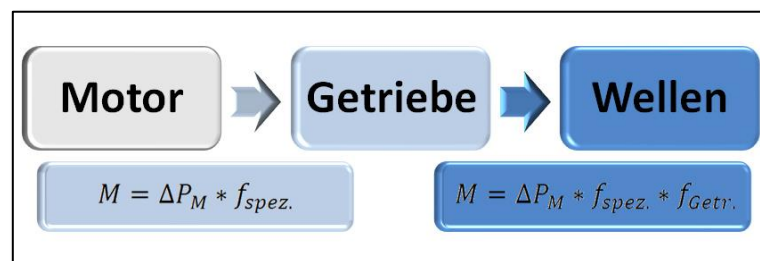 Motor Getriebe Wellen
M = ΔP_M * f_spez. M = ΔP_M * f_spez. * f_Getr.